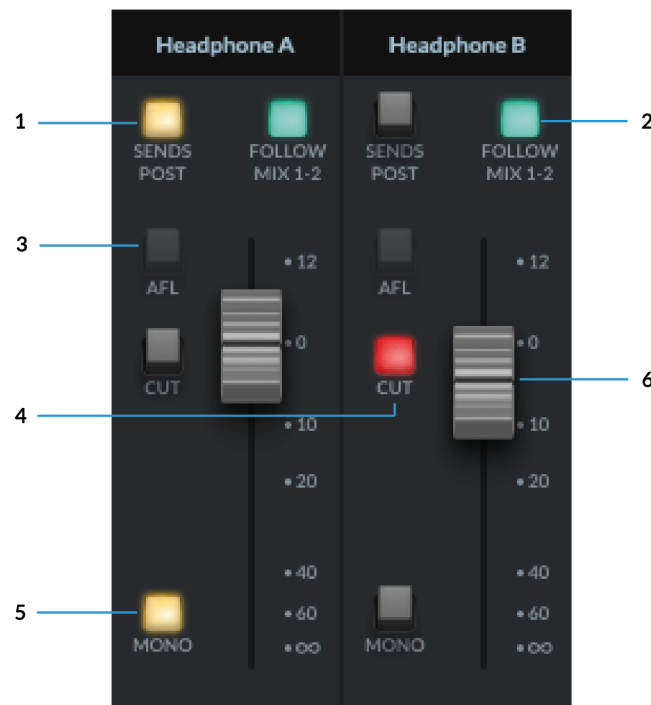 Headphone A
Headphone B
1
SENDS
POST
FOLLOW
MIX 1-2
SENDS
POST
FOLLOW
MIX 1-2
2
3
AFL
12
AFL
12
CUT
0
CUT
0
4
6
10
10
20
20
40
40
5
MONO
60
∞
MONO
60
∞